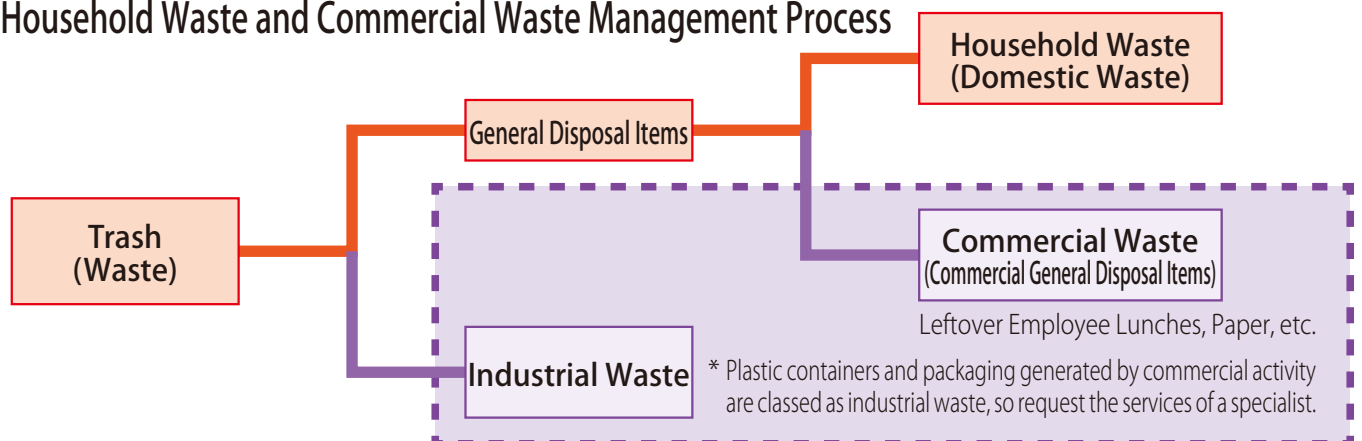 Household Waste and Commercial Waste Management Process
Household Waste
(Domestic Waste)
General Disposal Items
Trash
(Waste)
Commercial Waste
(Commercial General Disposal Items)
Leftover Employee Lunches, Paper, etc.
Industrial Waste
* Plastic containers and packaging generated by commercial activity
are classed as industrial waste, so request the services of a specialist.